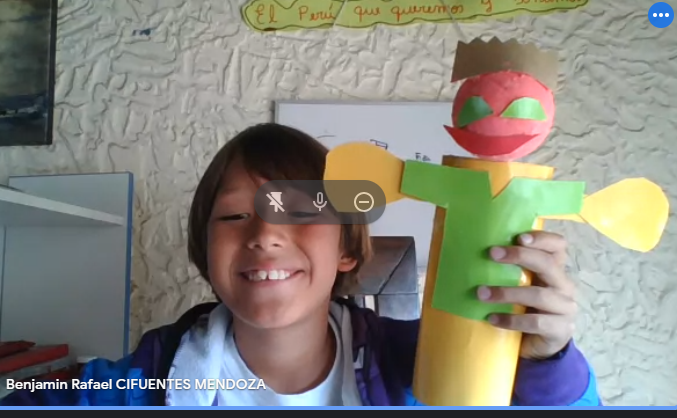 El Perú que queremos y
Benjamin Rafael CIFUENTES MENDOZA